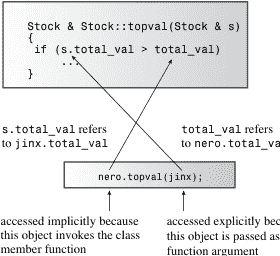 Stock & Stock::topval(Stock & s)
{
if (s.total_val > total_val)
...
}
s.total_val refers
to jinx.total_val
total_val refers
to nero.total_va
nero.topval(jinx);
accessed implicitly because
this object invokes the class
member function
accessed explicitly bec
this object is passed as
function argument